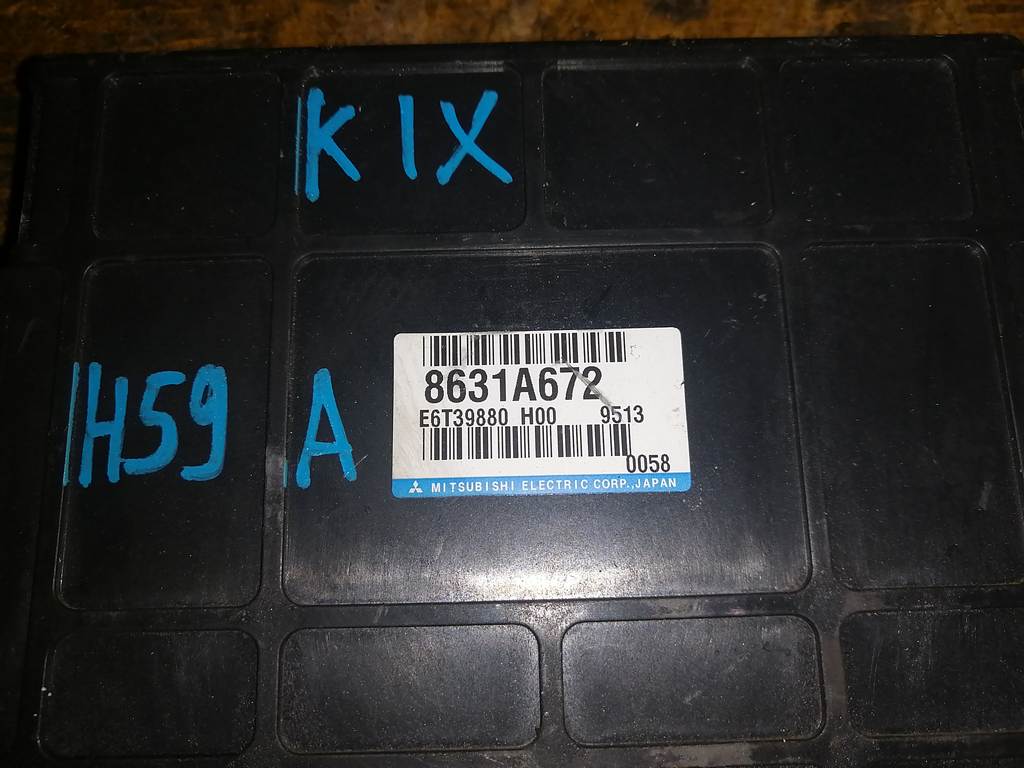 KIX
H59 A
8631A672
E6T39880 H00 9513
0058
MITSUBISHI ELECTRIC CORP., JAPAN